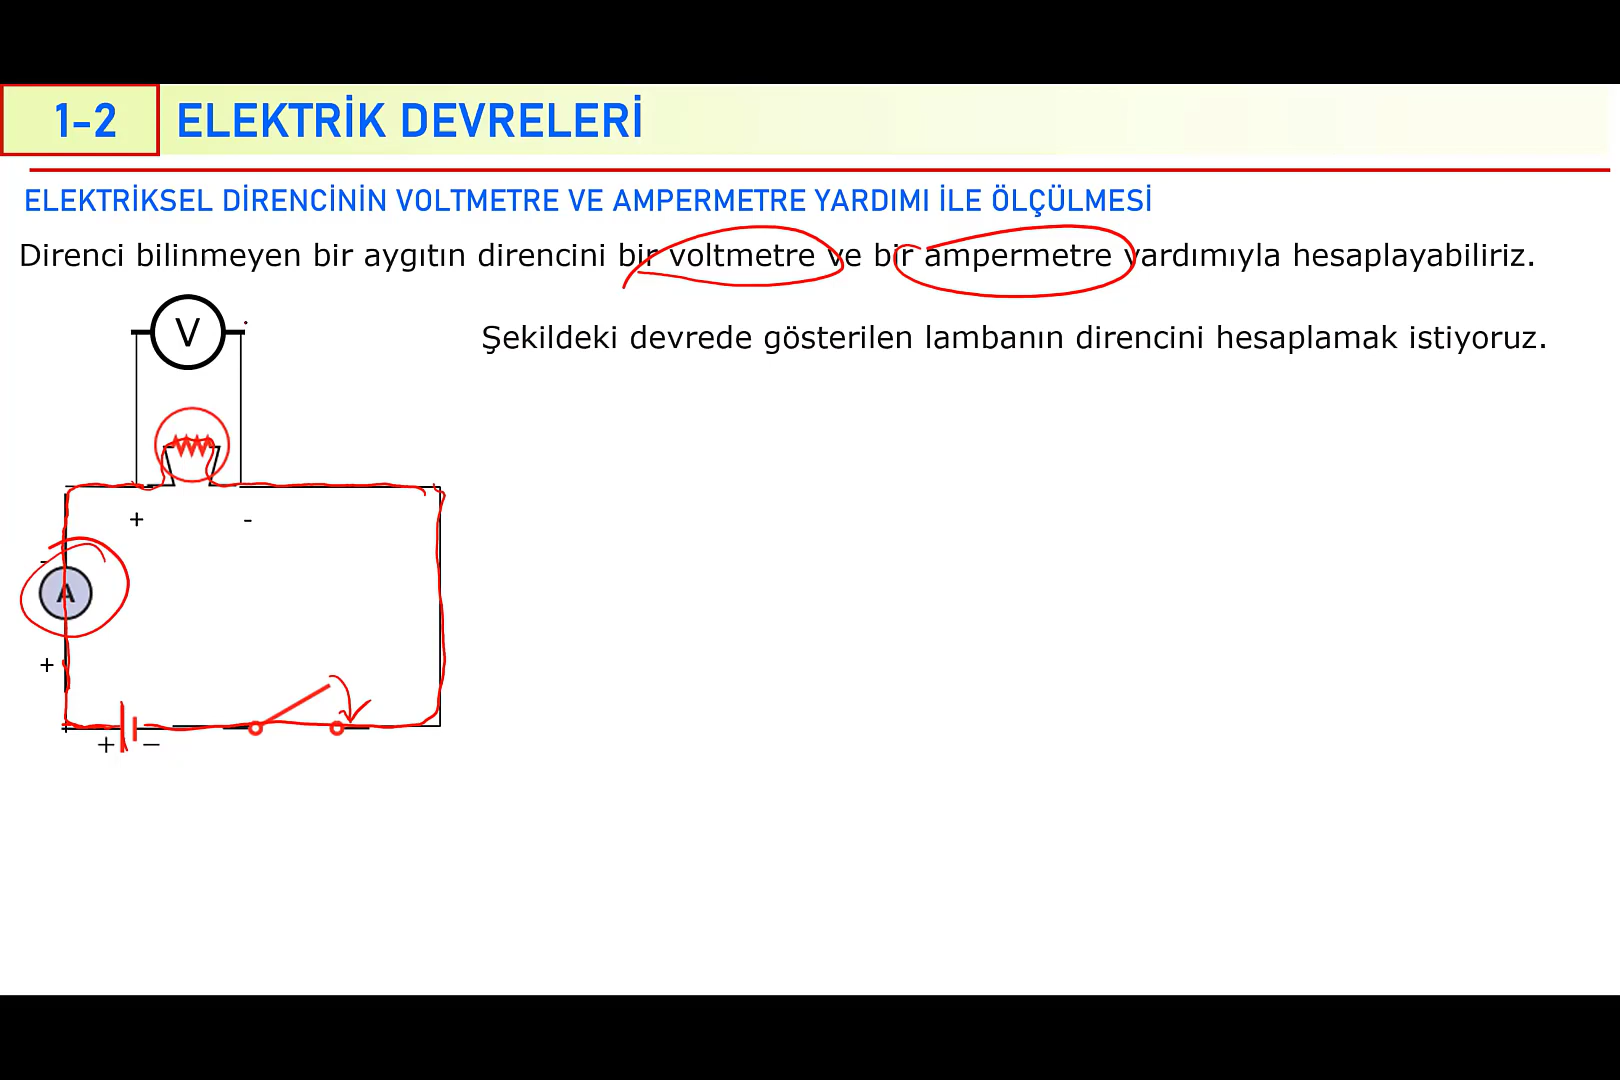 1-2 ELEKTRİK DEVRELERİ
ELEKTRİKSEL DİRENCİNİN VOLTMETRE VE AMPERMETRE YARDIMI İLE ÖLÇÜLMESİ
Direnci bilinmeyen bir aygıtın direncini bir voltmetre ve bir ampermetre yardımıyla hesaplayabiliriz.
V
Şekildeki devrede gösterilen lambanın direncini hesaplamak istiyoruz.
+ -
-
A
+
+ −